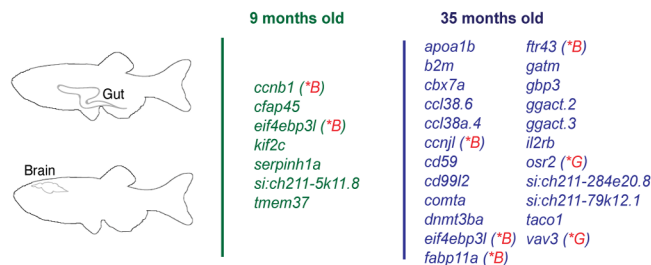 9 months old
35 months old
Gut
Brain
ccnb1 (*B)
cfap45
eif4ebp3l (*B)
kif2c
serpinh1a
si:ch211-5k11.8
tmem37
apoa1b
b2m
cbx7a
ccl38.6
ccl38a.4
ccnjl (*B)
cd59
cd99l2
comta
dnmt3ba
eif4ebp3l (*B)
fabp11a (*B)
ftr43 (*B)
gatm
gbp3
ggact.2
ggact.3
il2rb
osr2 (*G)
si:ch211-284e20.8
si:ch211-79k12.1
taco1
vav3 (*G)